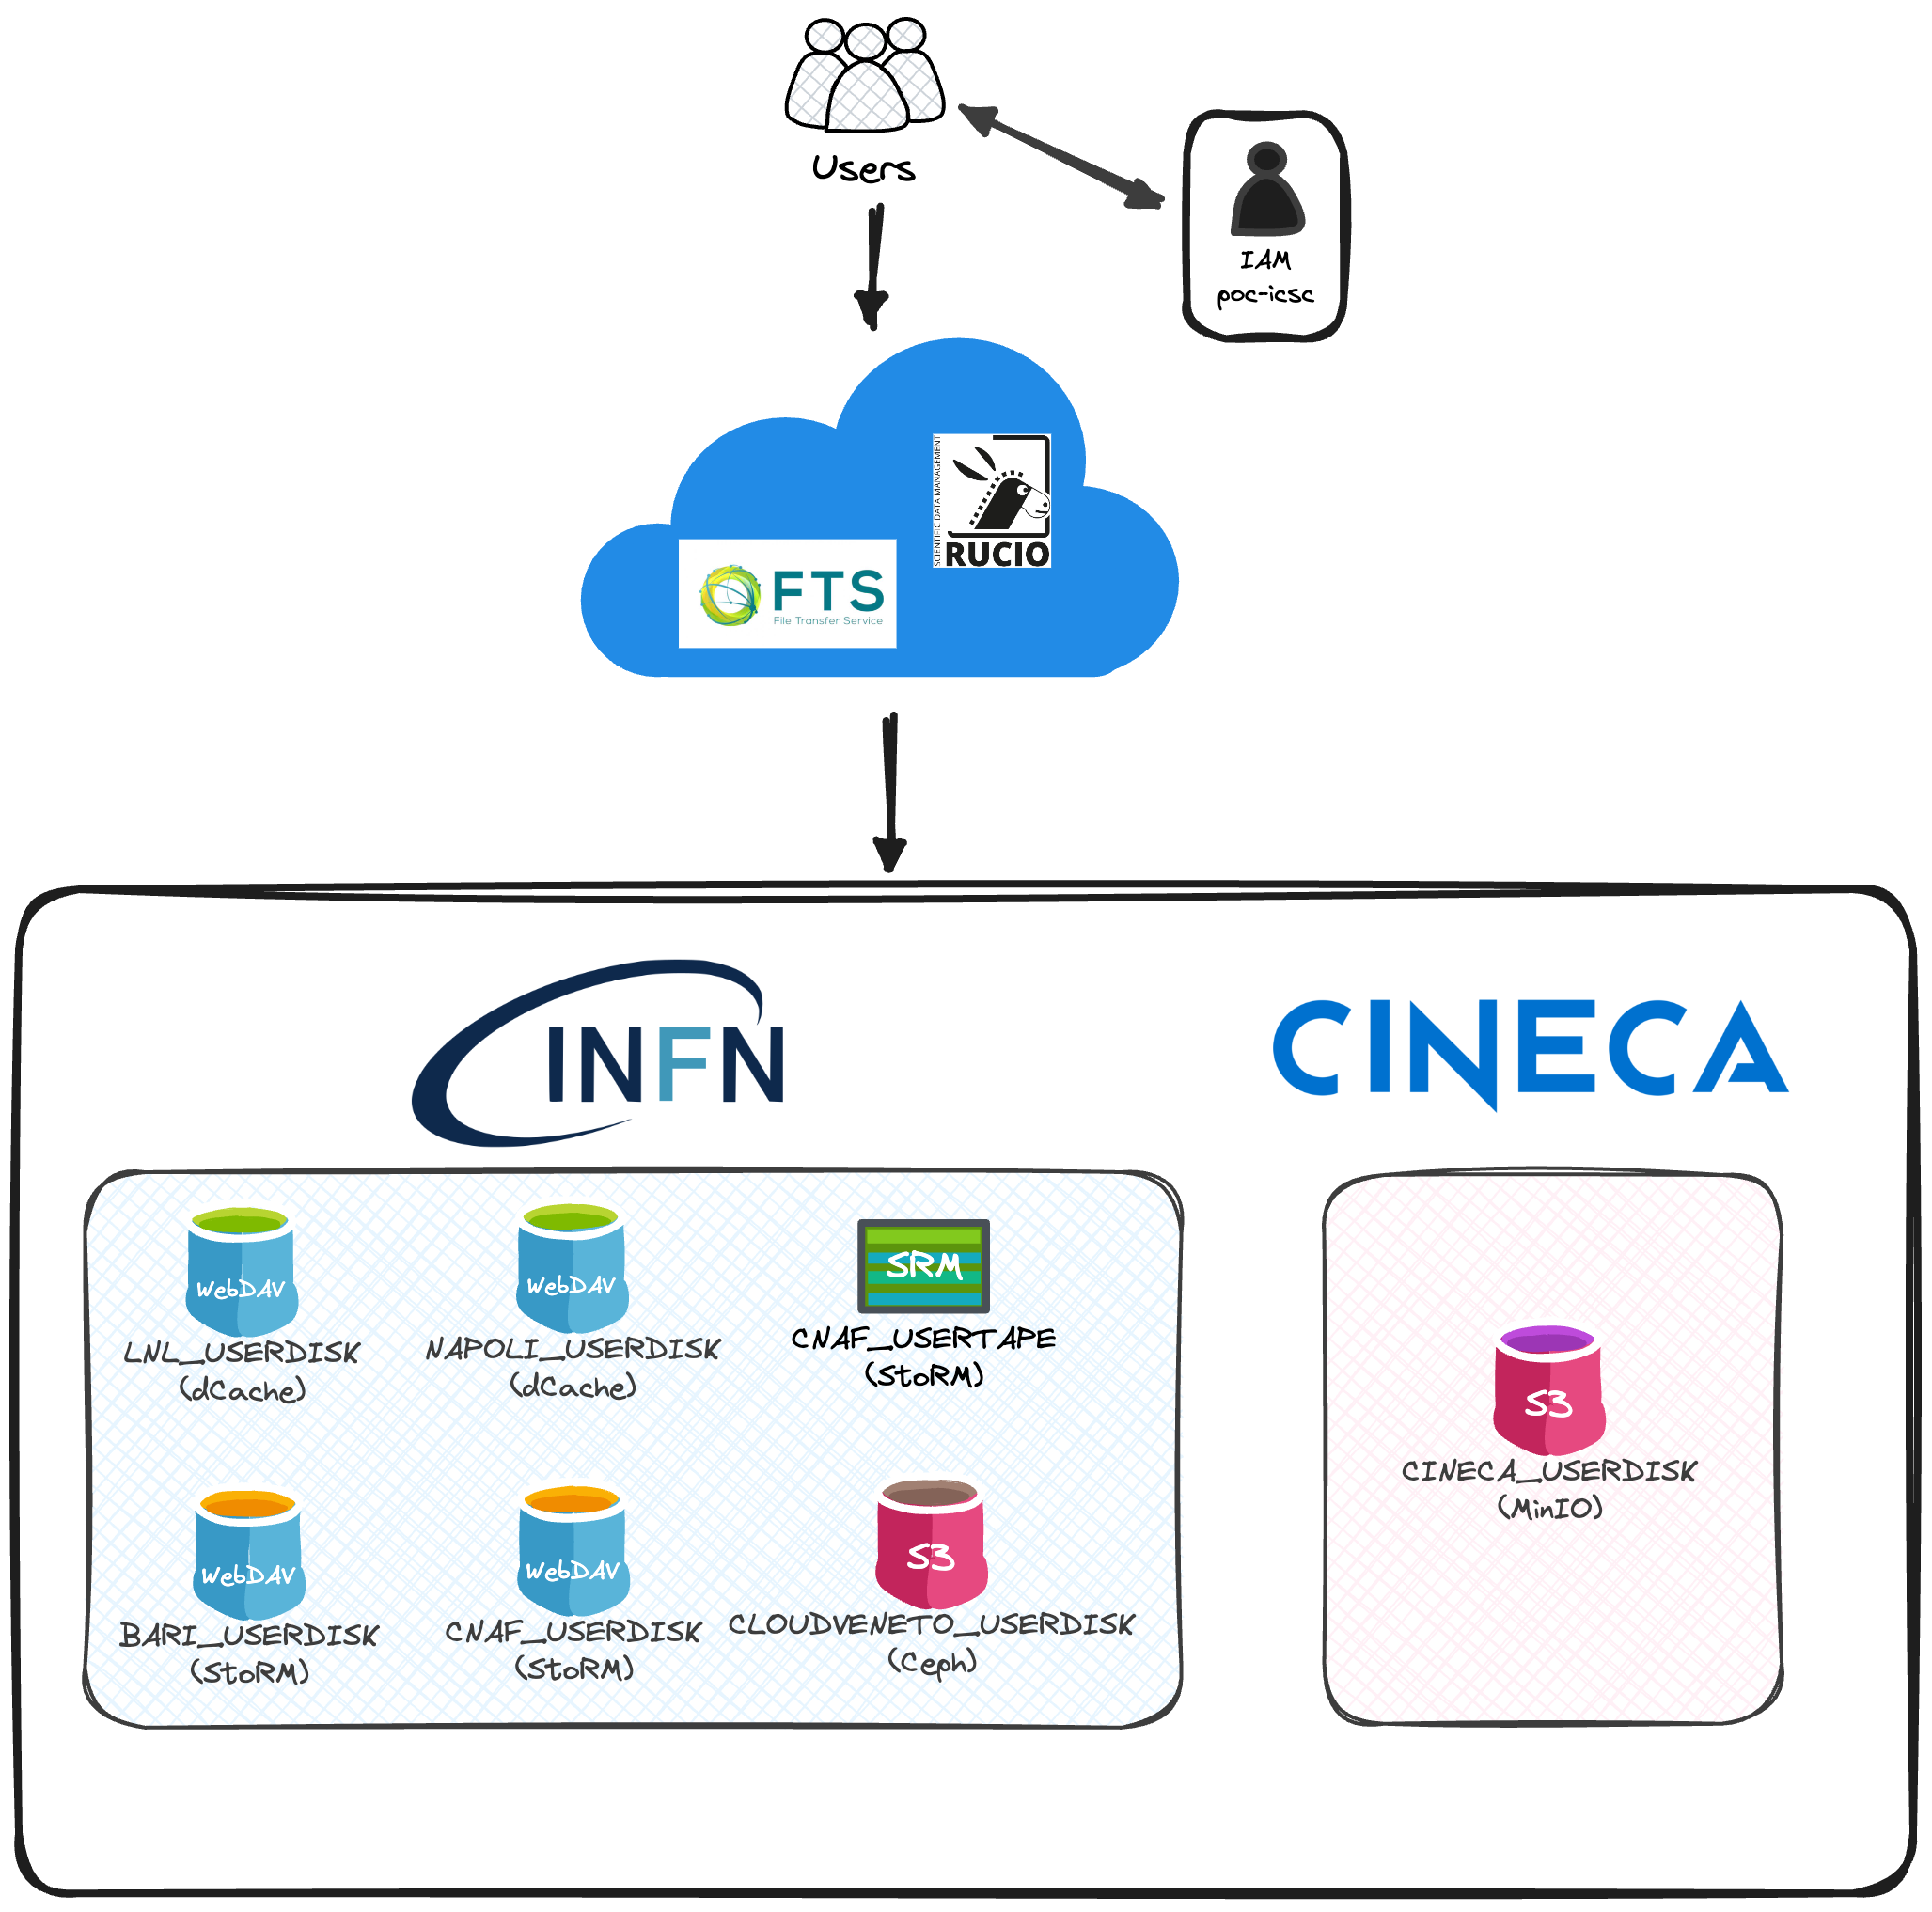 Users
IAM
poc-icsc
SCIENTIFIC DATA MANAGEMENT
RUCIO
FTS
File Transfer Service
INFN
CINECA
WebDAV
LNL_USERDISK
(dCache)
WebDAV
NAPOLI_USERDISK
(dCache)
SRM
CNAF_USERTAPE
(StoRM)
S3
CINECA_USERDISK
(MinIO)
WebDAV
BARI_USERDISK
(StoRM)
WebDAV
CNAF_USERDISK
(StoRM)
S3
CLOUDVENETO_USERDISK
(Ceph)